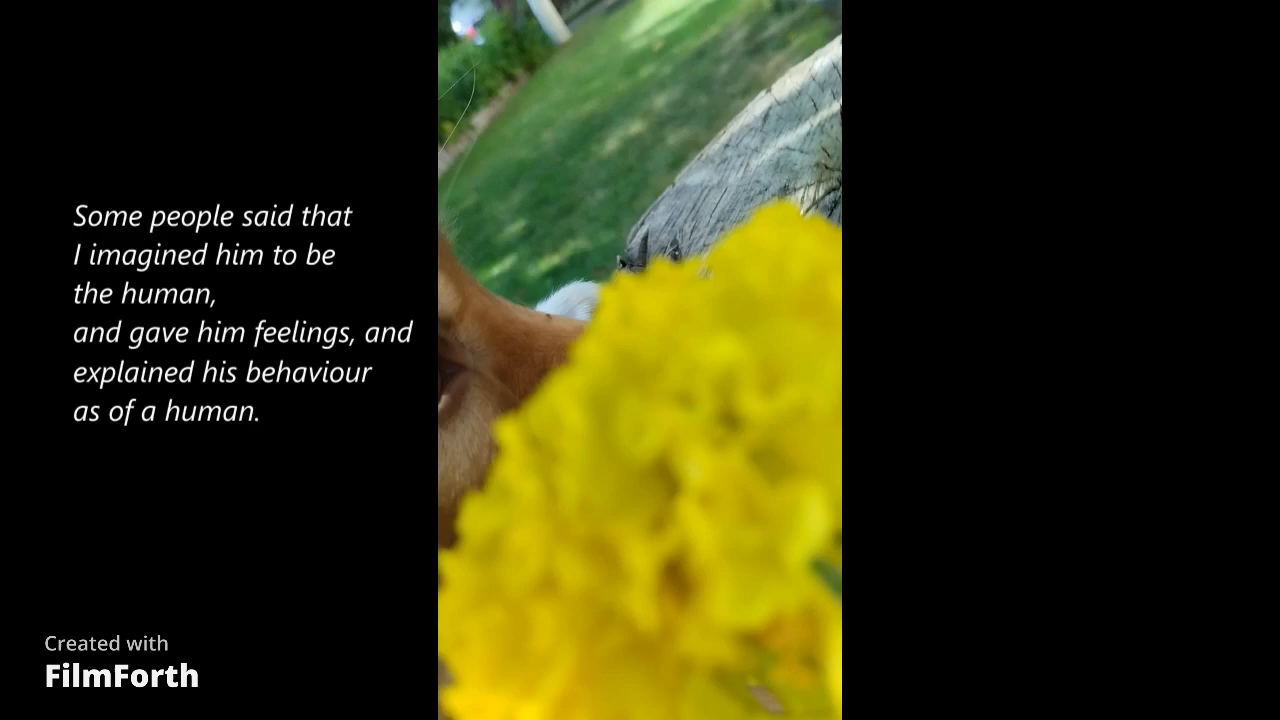 Some people said that
I imagined him to be
the human,
and gave him feelings, and
explained his behaviour
as of a human.
Created with
FilmForth